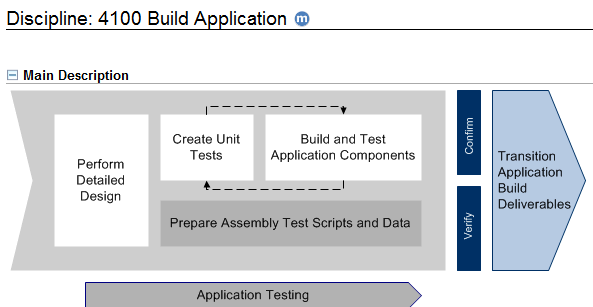 Discipline: 4100 Build Application m
Main Description
Perform
Detailed
Design
Create Unit
Tests
Build and Test
Application Components
Prepare Assembly Test Scripts and Data
Confirm
Verify
Transition
Application
Build
Deliverables
Application Testing